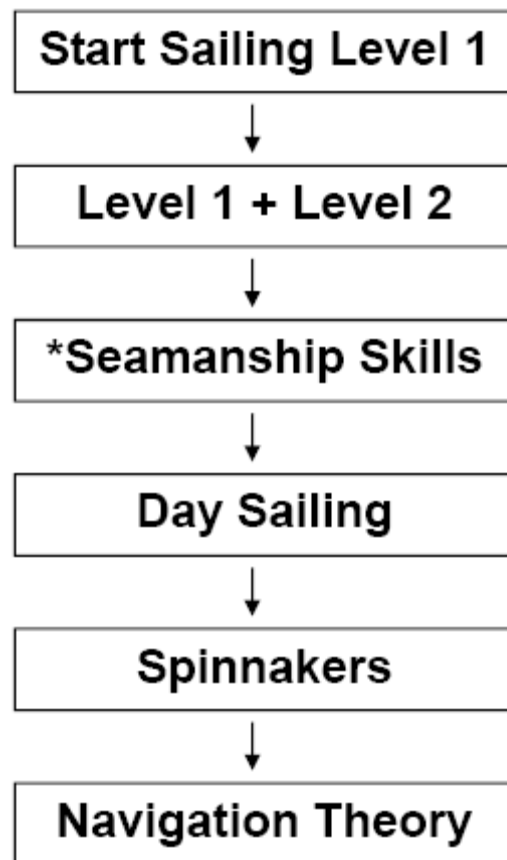 Start Sailing Level 1
Level 1 + Level 2
*Seamanship Skills
Day Sailing
Spinnakers
Navigation Theory